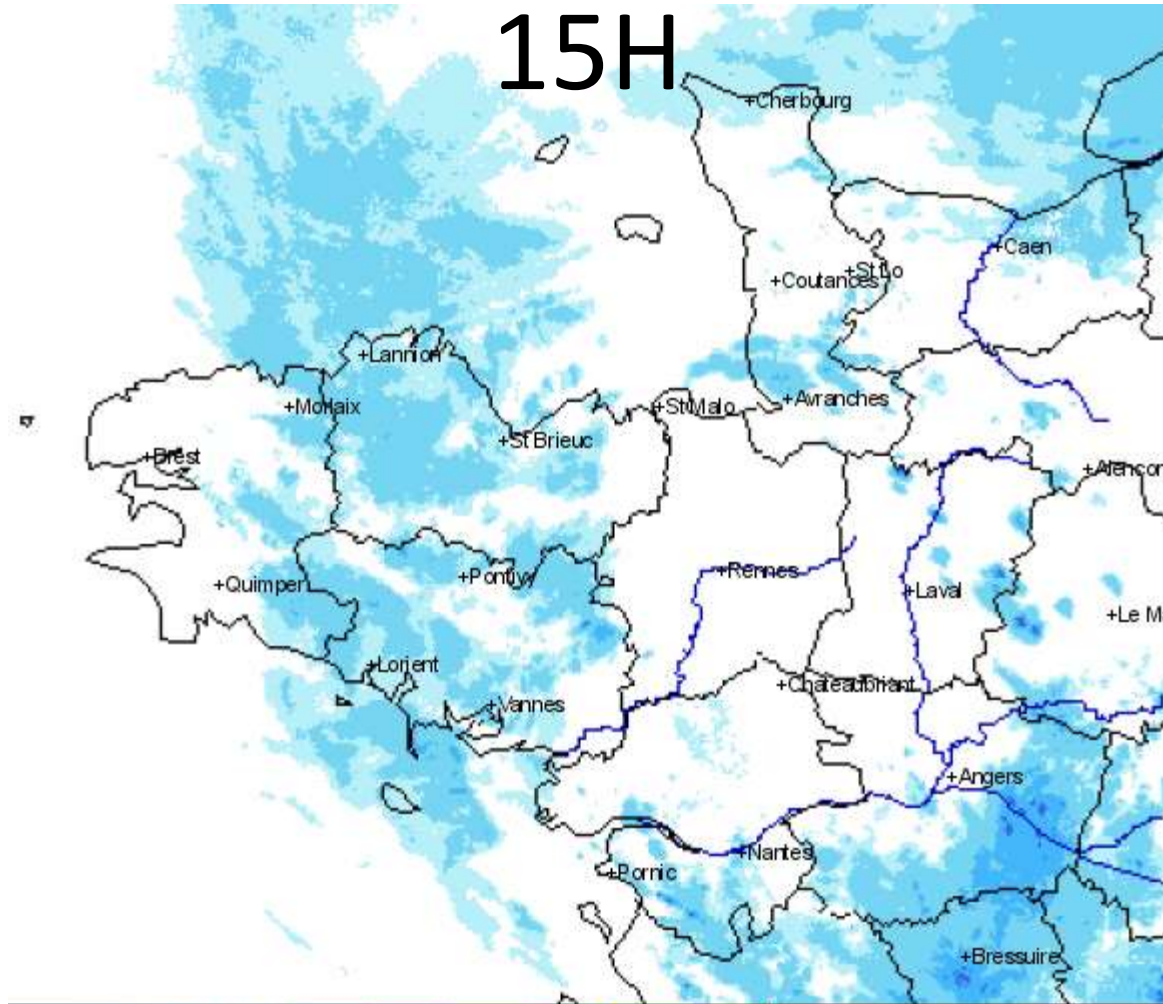 15H
+Cherbourg
+Caen
+St Lo
+Coutances
+Lannion
+Avranches
+Morlaix
+St Malo
+St Brieuc
+Brest
+Alencon
+Pontivy
+Rennes
+Quimper
+Laval
+Le M
+Lorient
+Chateaubriant
+Vannes
+Angers
+Nantes
+Pornic
+Bressuire